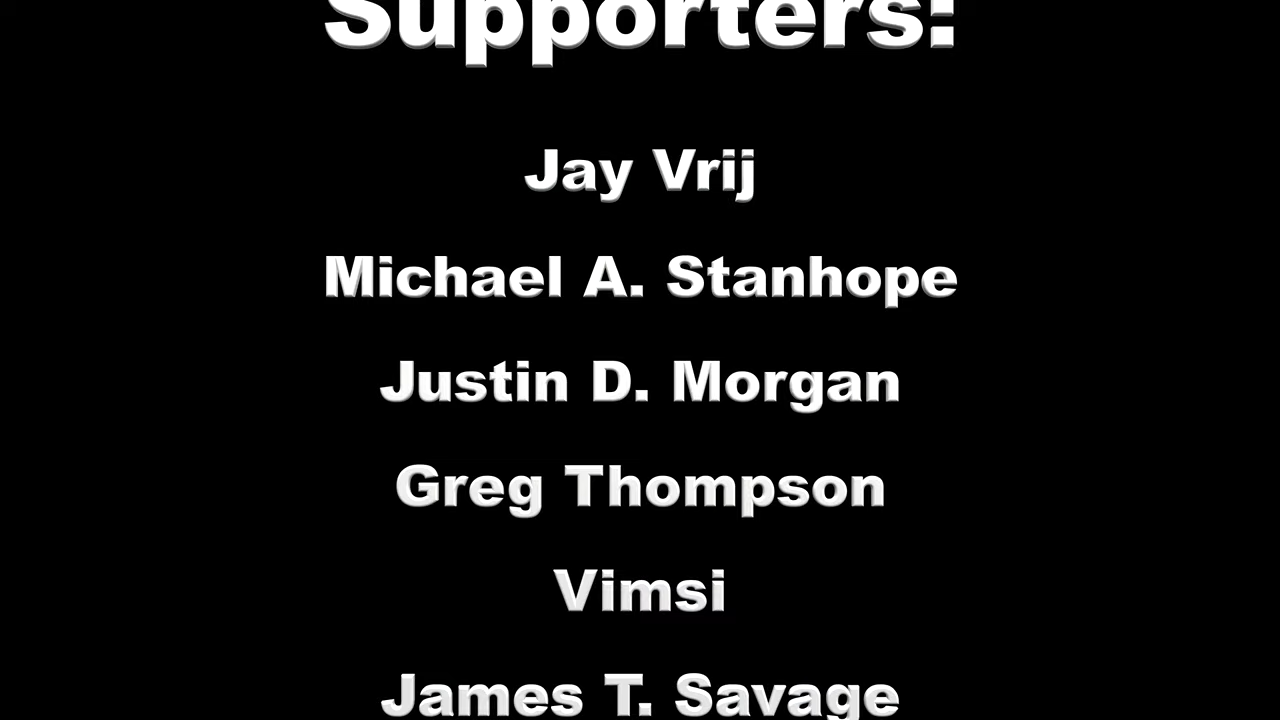 Supporters:
Jay Vrij
Michael A. Stanhope
Justin D. Morgan
Greg Thompson
Vimsi
James T. Savage